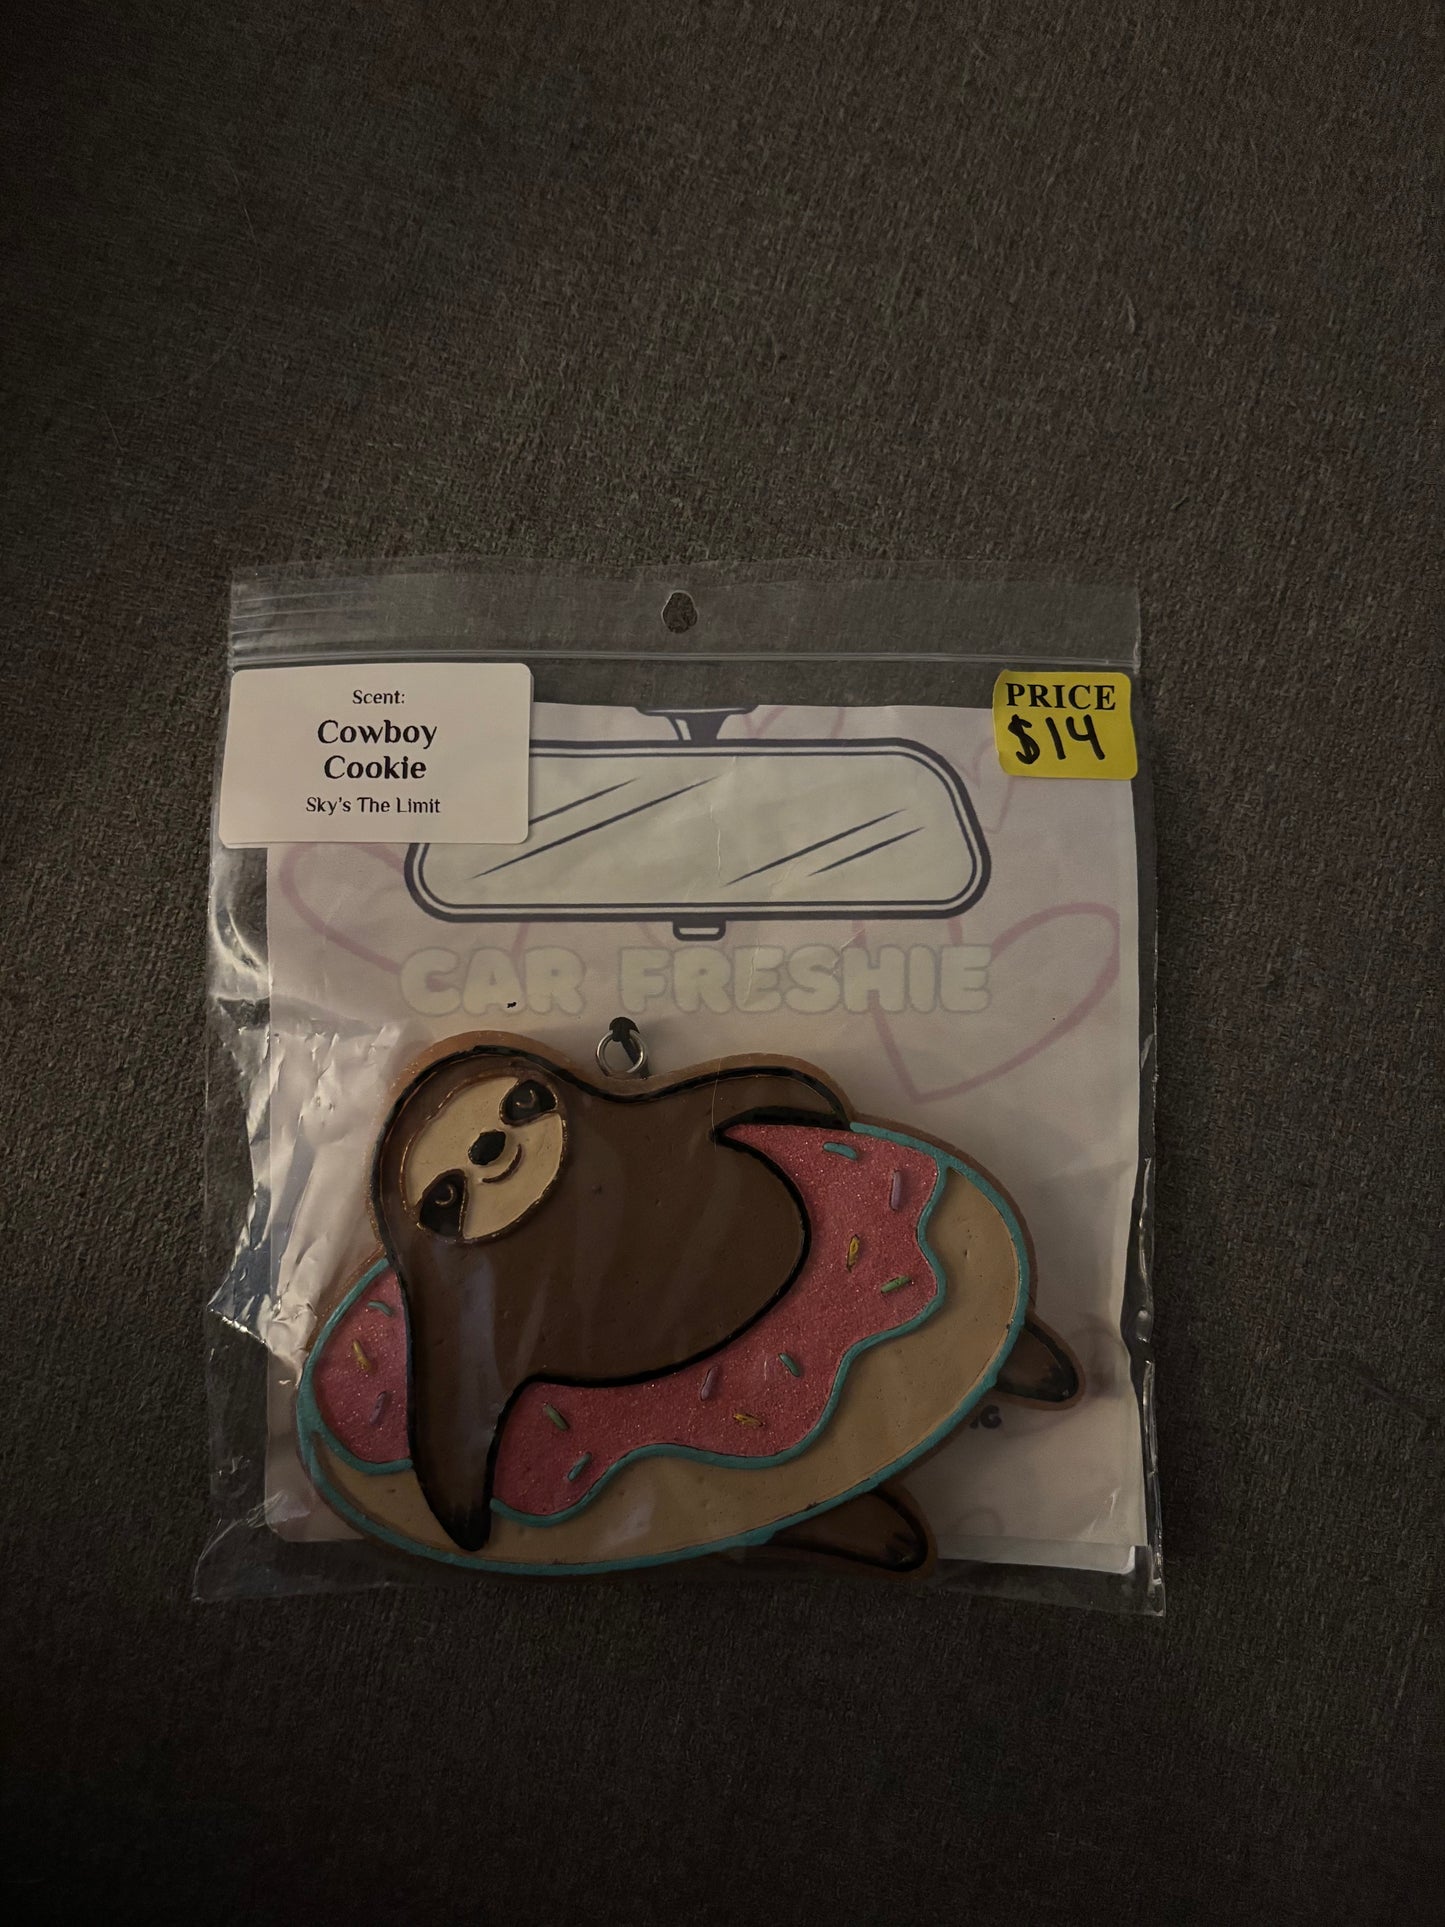 Scent:
Cowboy
Cookie
Sky's The Limit
PRICE
$14
CAR FRESHIE